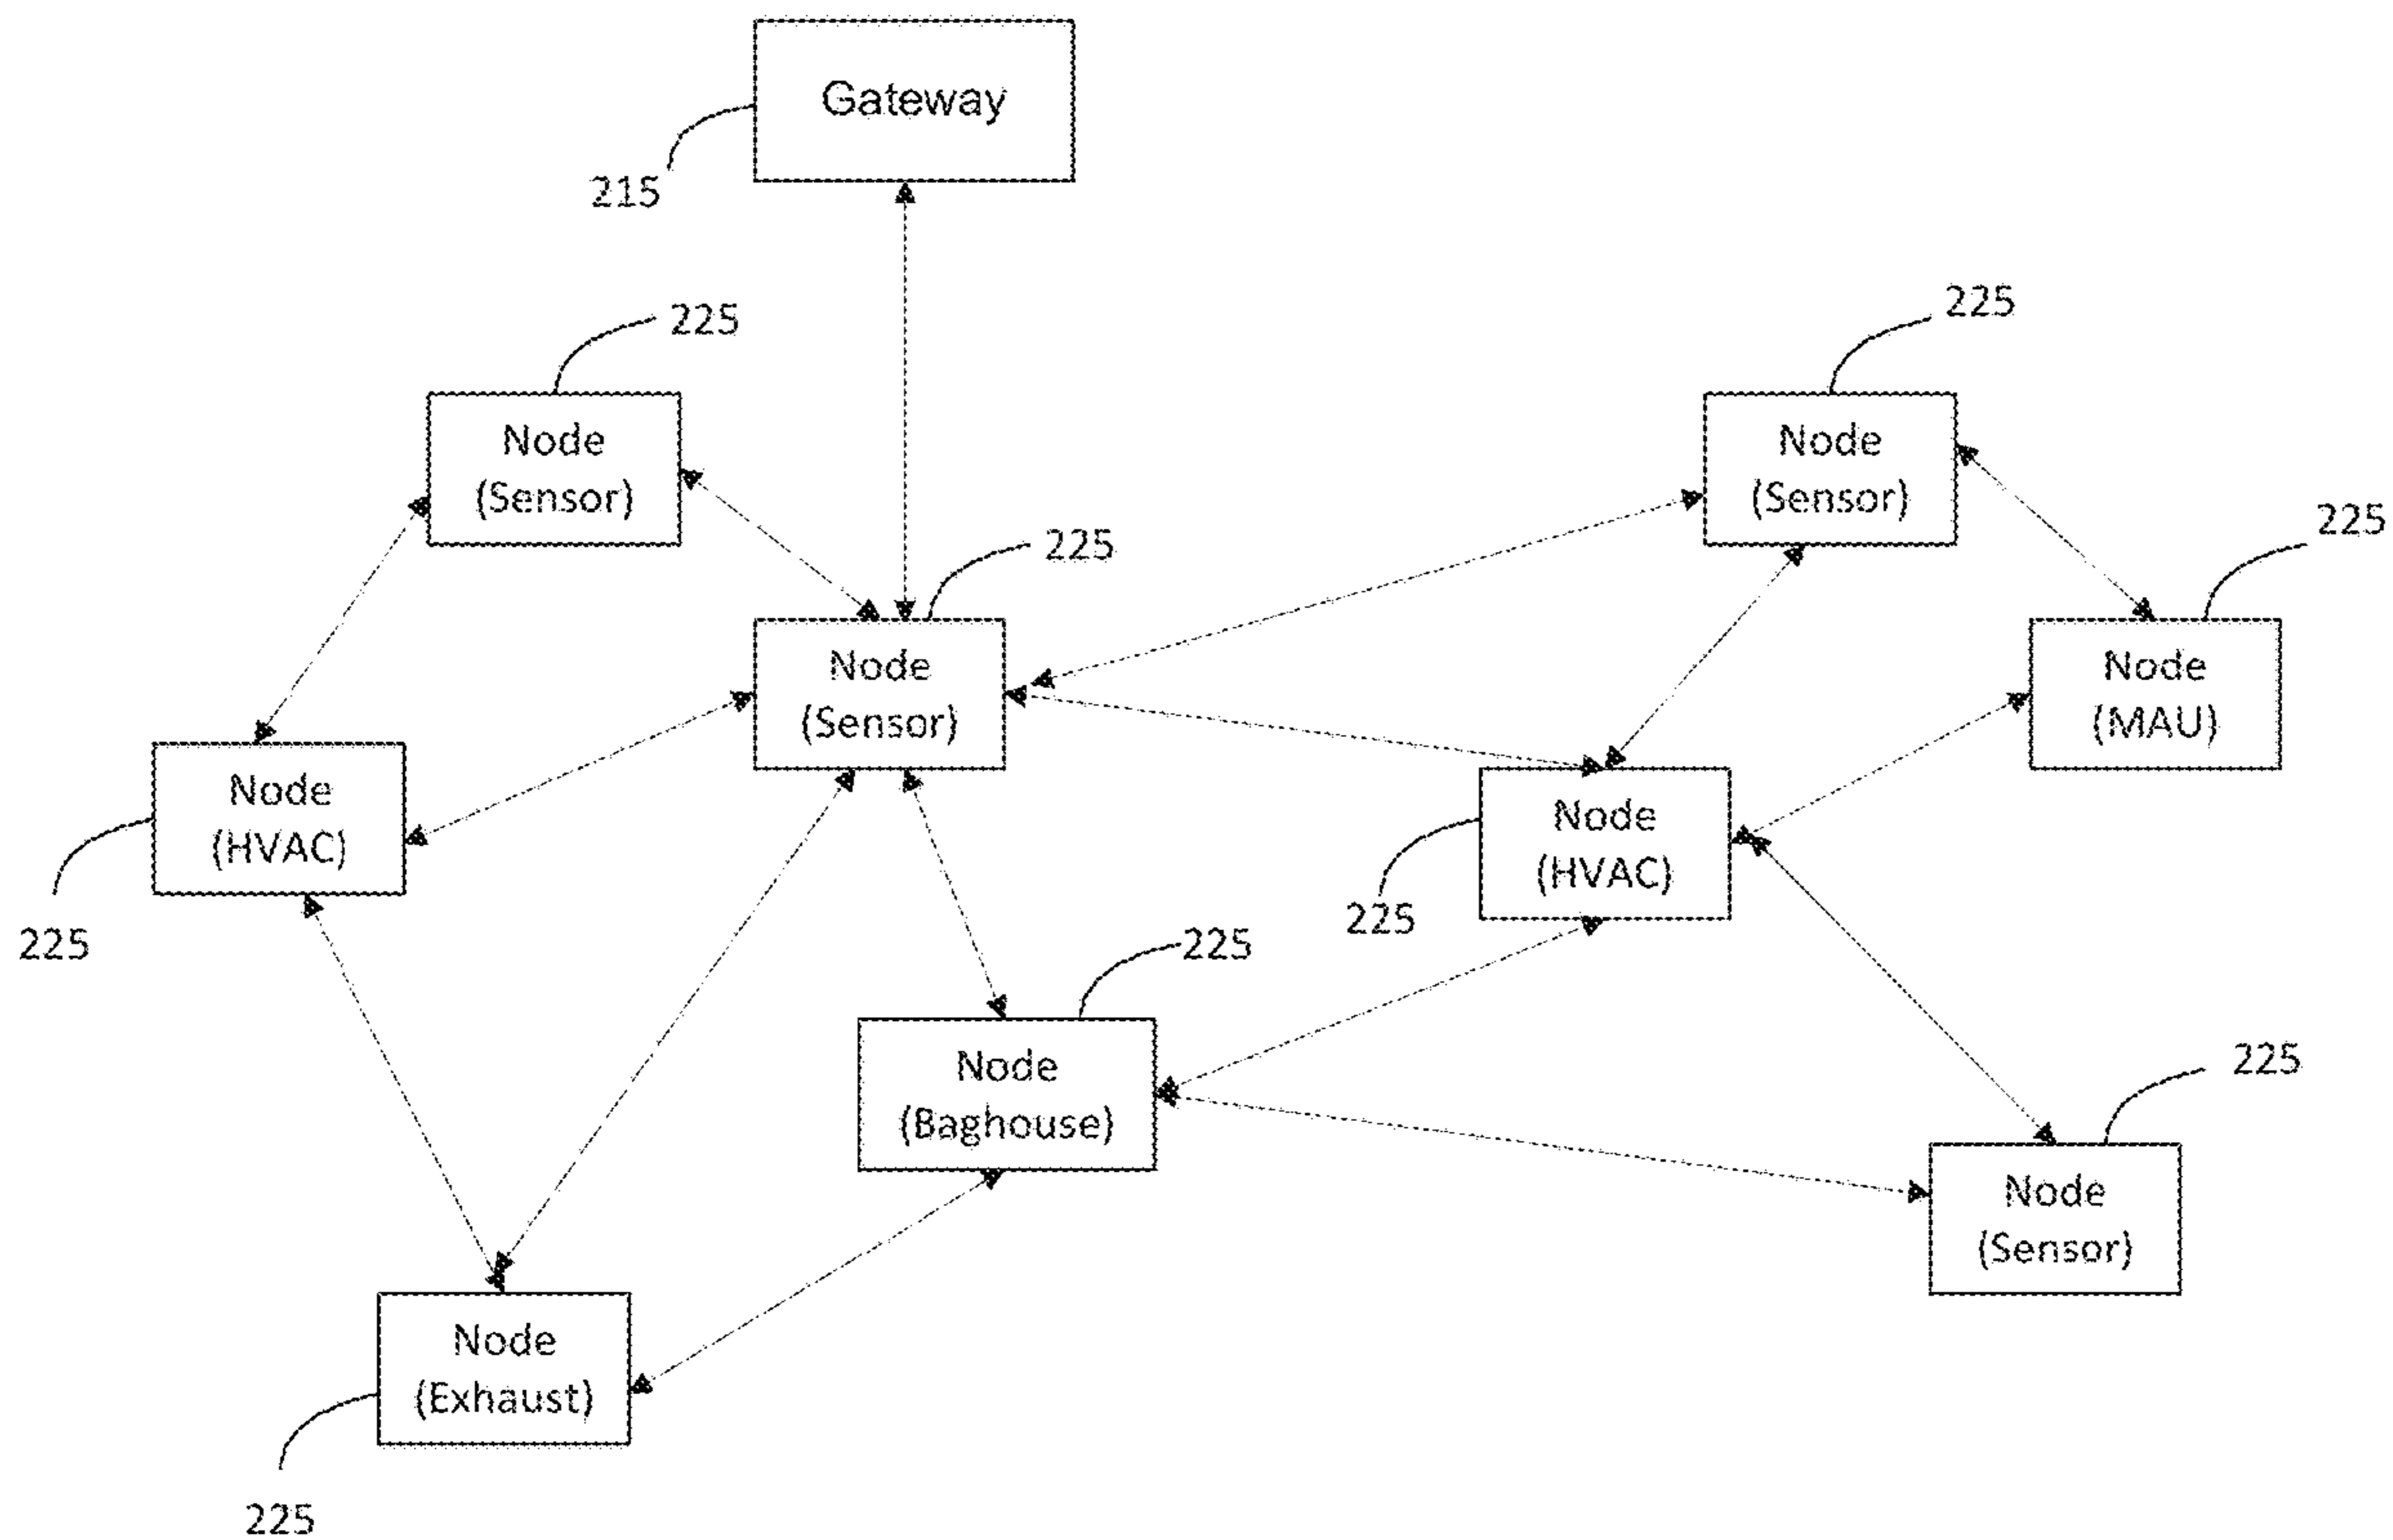 Gateway
215
225
225
Node
(Sensor)
Node
(Sensor)
225
225
Node
(Sensor)
Node
(MAU)
Node
(HVAC)
Node
(HVAC)
225
225
225
Node
(Baghouse)
225
Node
(Sensor)
Node
(Exhaust)
225